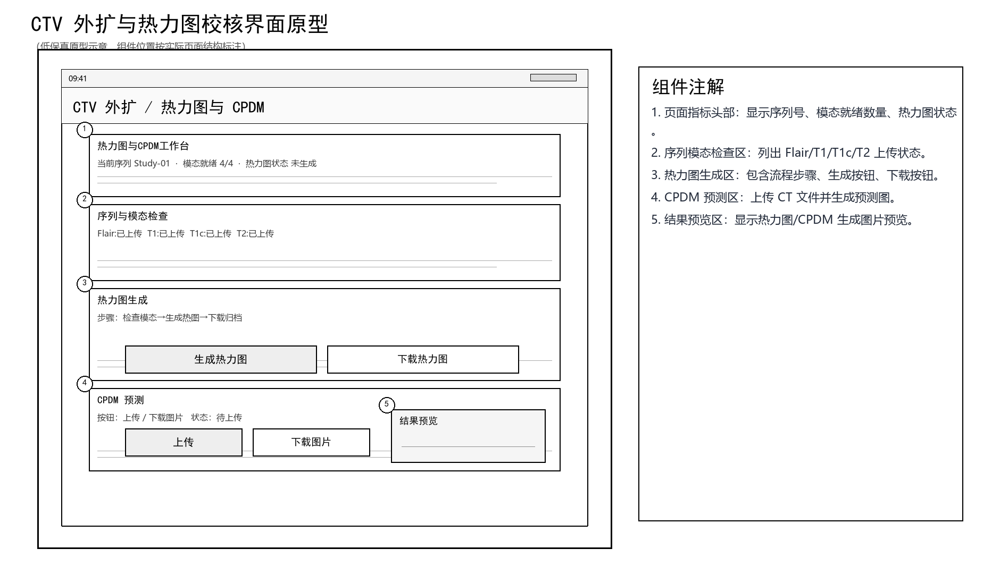 CTV 外扩与热力图校核界面原型
（低保真原型示意，组件位置按实际页面结构标注）
09:41
CTV 外扩 / 热力图与 CPDM
1
热力图与CPDM工作台
当前序列 Study-01 · 模态就绪 4/4 · 热力图状态 未生成
2
序列与模态检查
Flair:已上传 T1:已上传 T1c:已上传 T2:已上传
3
热力图生成
步骤：检查模态→生成热图→下载归档
生成热力图
下载热力图
4
CPDM 预测
按钮：上传 / 下载图片 状态：待上传
上传
下载图片
5
结果预览
组件注解
1. 页面指标头部：显示序列号、模态就绪数量、热力图状态
。
2. 序列模态检查区：列出 Flair/T1/T1c/T2 上传状态。
3. 热力图生成区：包含流程步骤、生成按钮、下载按钮。
4. CPDM 预测区：上传 CT 文件并生成预测图。
5. 结果预览区：显示热力图/CPDM 生成图片预览。